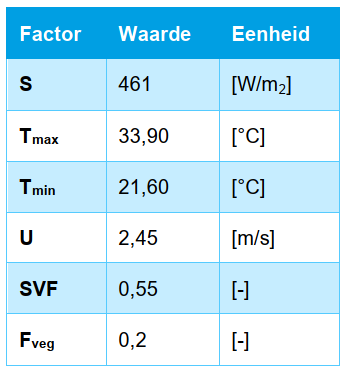 Factor Waarde Eenheid
S 461 [W/m₂]
Tmax 33,90 [°C]
Tmin 21,60 [°C]
U 2,45 [m/s]
SVF 0,55 [-]
Fveg 0,2 [-]